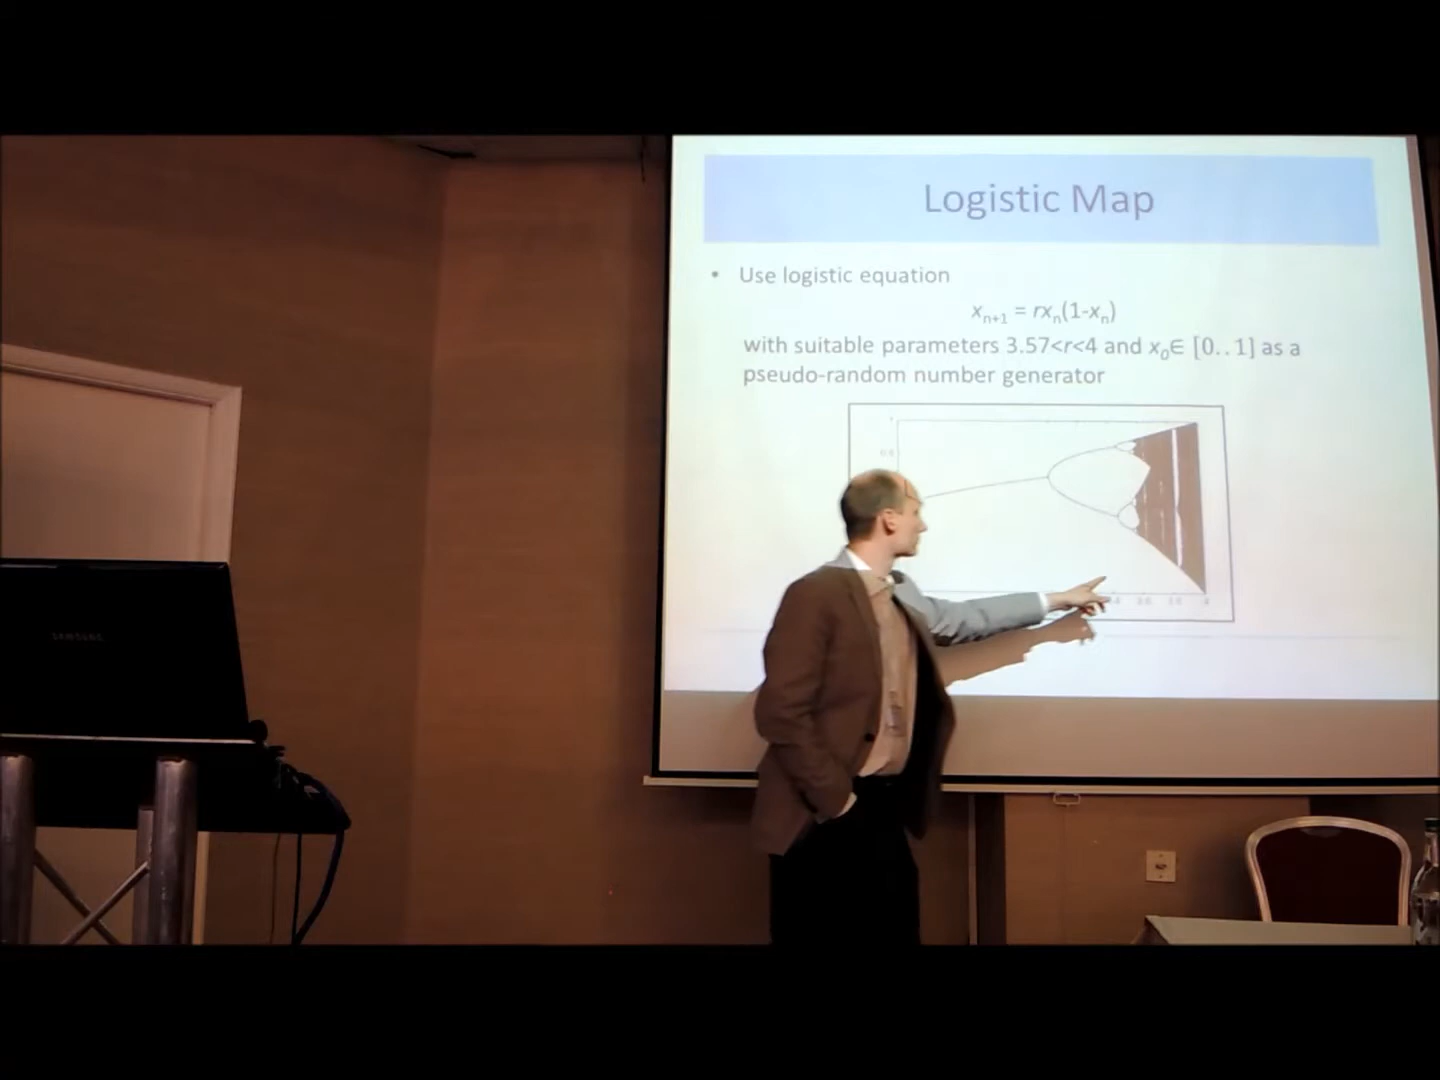 Logistic Map
• Use logistic equation
xₙ₊₁ = rxₙ(1-xₙ)
with suitable parameters 3.57<r<4 and x₀∈ [0..1] as a
pseudo-random number generator
SAMSUNG